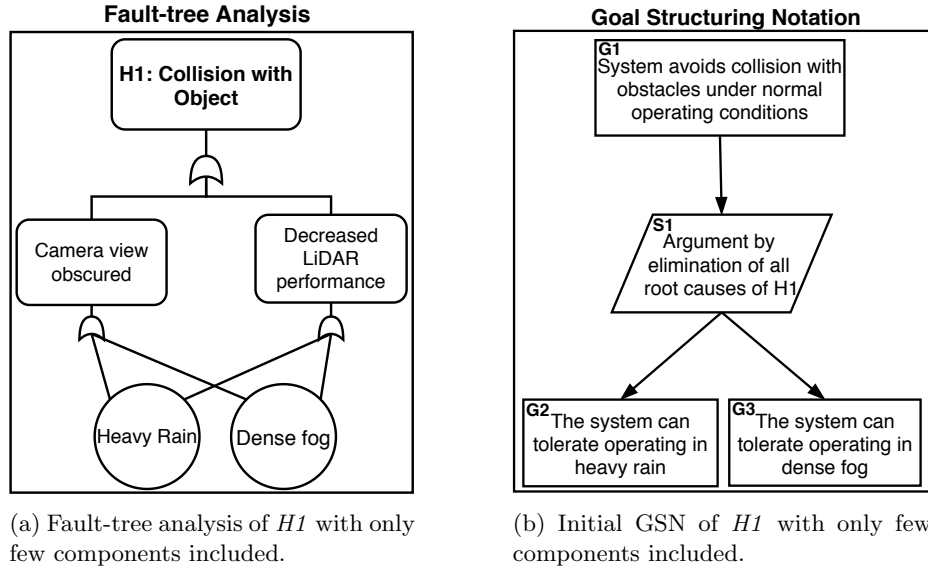 Fault-tree Analysis
H1: Collision with
Object
Camera view
obscured
Decreased
LiDAR
performance
Heavy Rain
Dense fog
(a) Fault-tree analysis of H1 with only
few components included.
Goal Structuring Notation
G1
System avoids collision with
obstacles under normal
operating conditions
S1
Argument by
elimination of all
root causes of H1
G2
The system can
tolerate operating in
heavy rain
G3
The system can
tolerate operating in
dense fog
(b) Initial GSN of H1 with only few
components included.